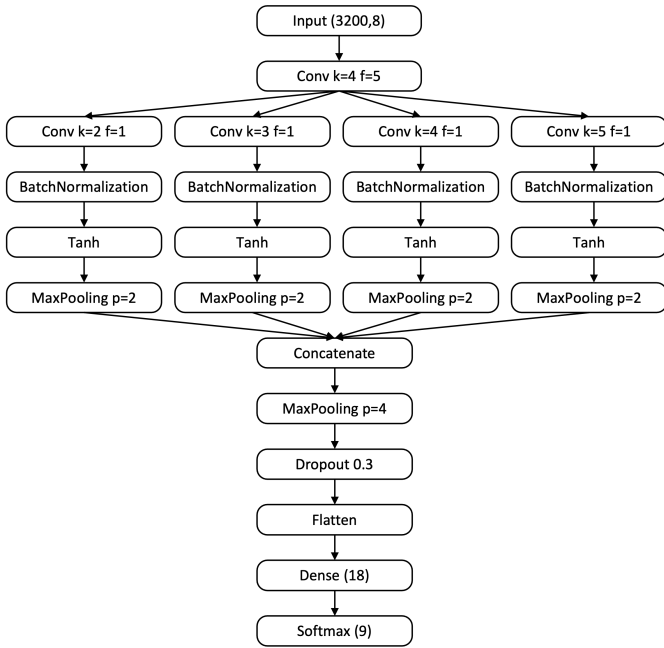 Input (3200,8)
Conv k=4 f=5
Conv k=2 f=1
Conv k=3 f=1
Conv k=4 f=1
Conv k=5 f=1
BatchNormalization
BatchNormalization
BatchNormalization
BatchNormalization
Tanh
Tanh
Tanh
Tanh
MaxPooling p=2
MaxPooling p=2
MaxPooling p=2
MaxPooling p=2
Concatenate
MaxPooling p=4
Dropout 0.3
Flatten
Dense (18)
Softmax (9)